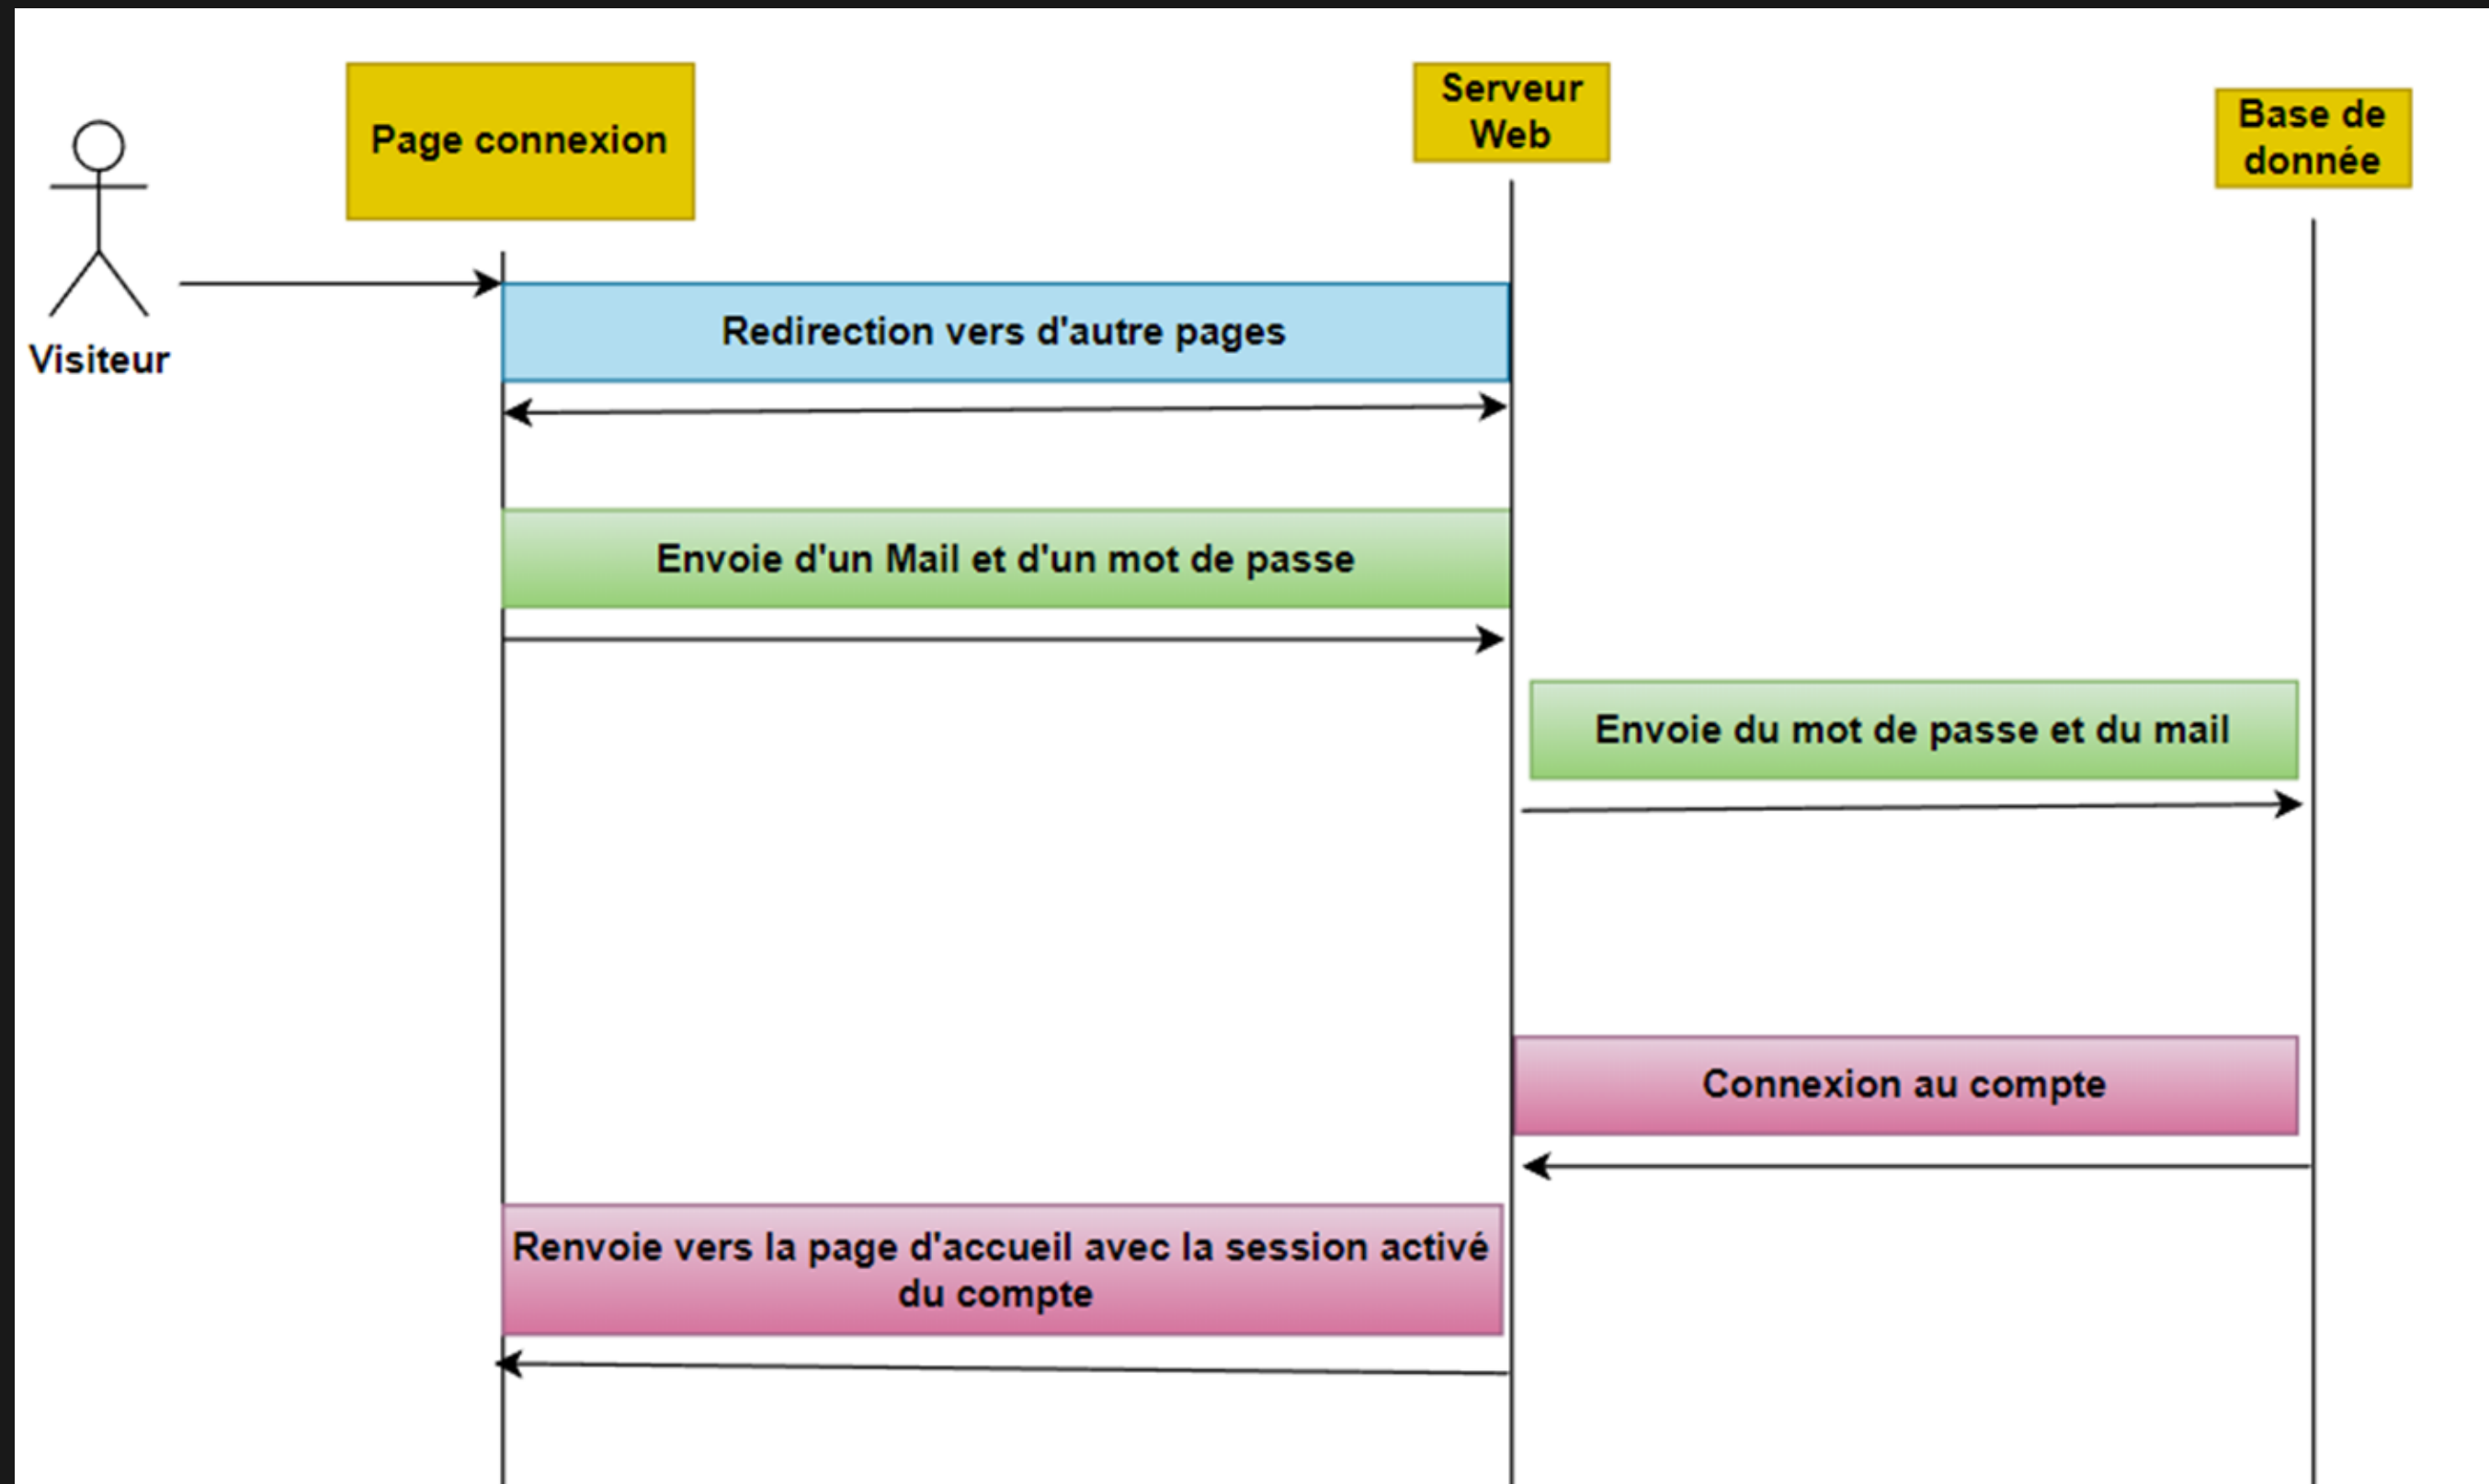 Page connexion
Serveur
Web
Base de
donnée
Visiteur
Redirection vers d'autre pages
Envoie d'un Mail et d'un mot de passe
Envoie du mot de passe et du mail
Connexion au compte
Renvoie vers la page d'accueil avec la session activé
du compte